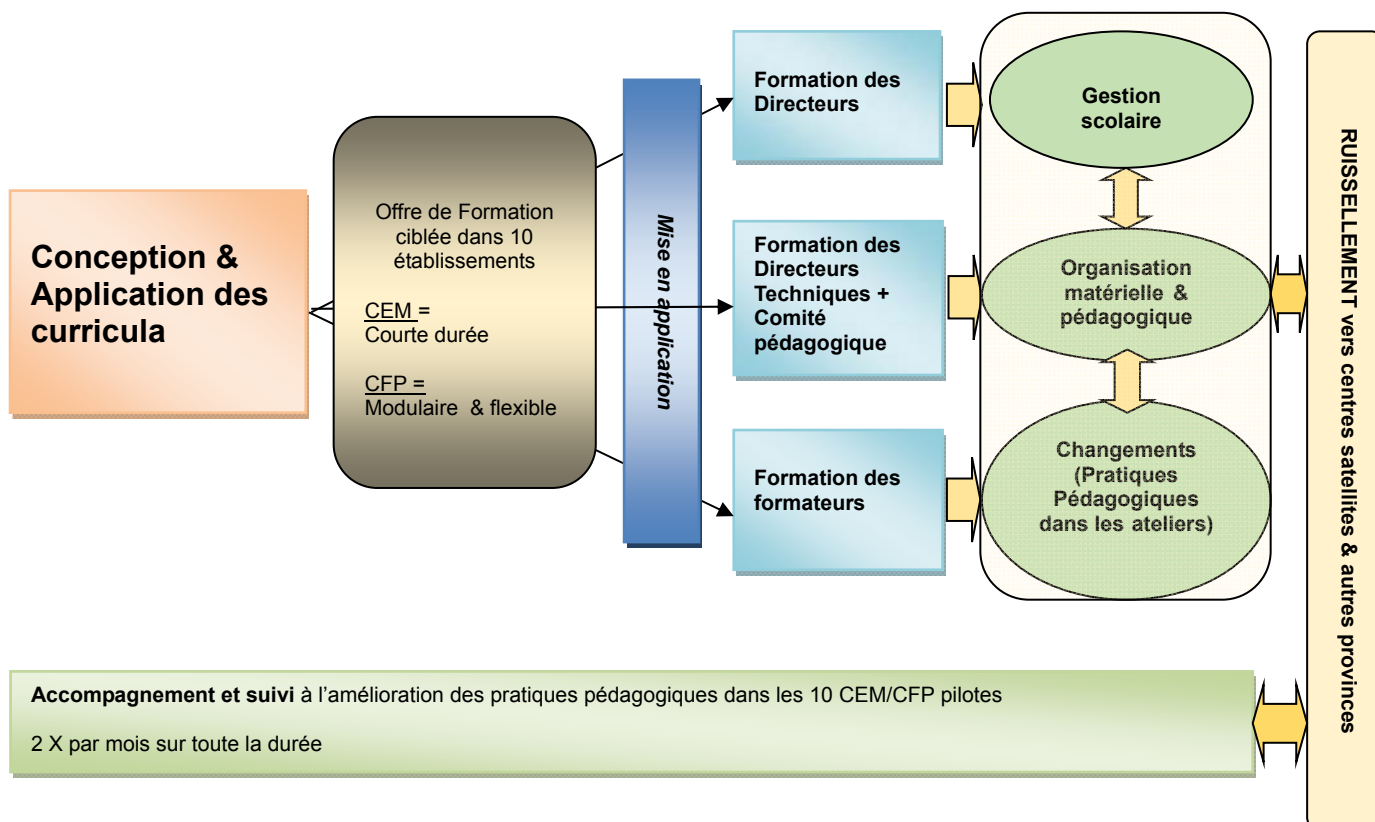 Conception &
Application des
curricula
Offre de Formation
ciblée dans 10
établissements
CEM =
Courte durée
CFP =
Modulaire & flexible
Mise en application
Formation des
Directeurs
Formation des
Directeurs
Techniques +
Comité
pédagogique
Formation des
formateurs
Gestion
scolaire
Organisation
matérielle &
pédagogique
Changements
(Pratiques
Pédagogiques
dans les ateliers)
RUISSELLEMENT vers centres satellites & autres provinces
Accompagnement et suivi à l’amélioration des pratiques pédagogiques dans les 10 CEM/CFP pilotes
2 X par mois sur toute la durée